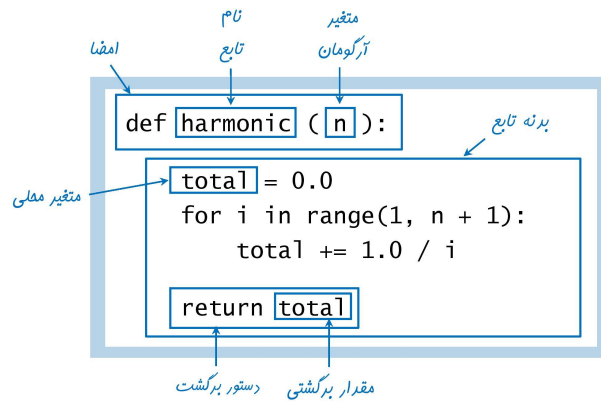 نام
تابع
متغیر
آرگومان
امضا
def harmonic ( n ):
بدنه تابع
total = 0.0
متغیر محلی
for i in range(1, n + 1):
total += 1.0 / i
return total
دستور برگشت
مقدار برگشتی